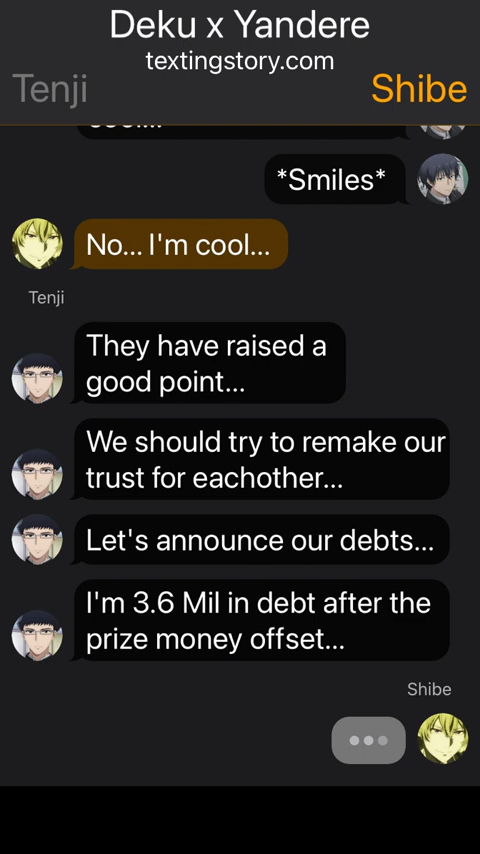 Deku x Yandere
textingstory.com
Tenji
Shibe
cool...
*Smiles*
No... I'm cool...
Tenji
They have raised a
good point...
We should try to remake our
trust for eachother...
Let's announce our debts...
I'm 3.6 Mil in debt after the
prize money offset...
Shibe